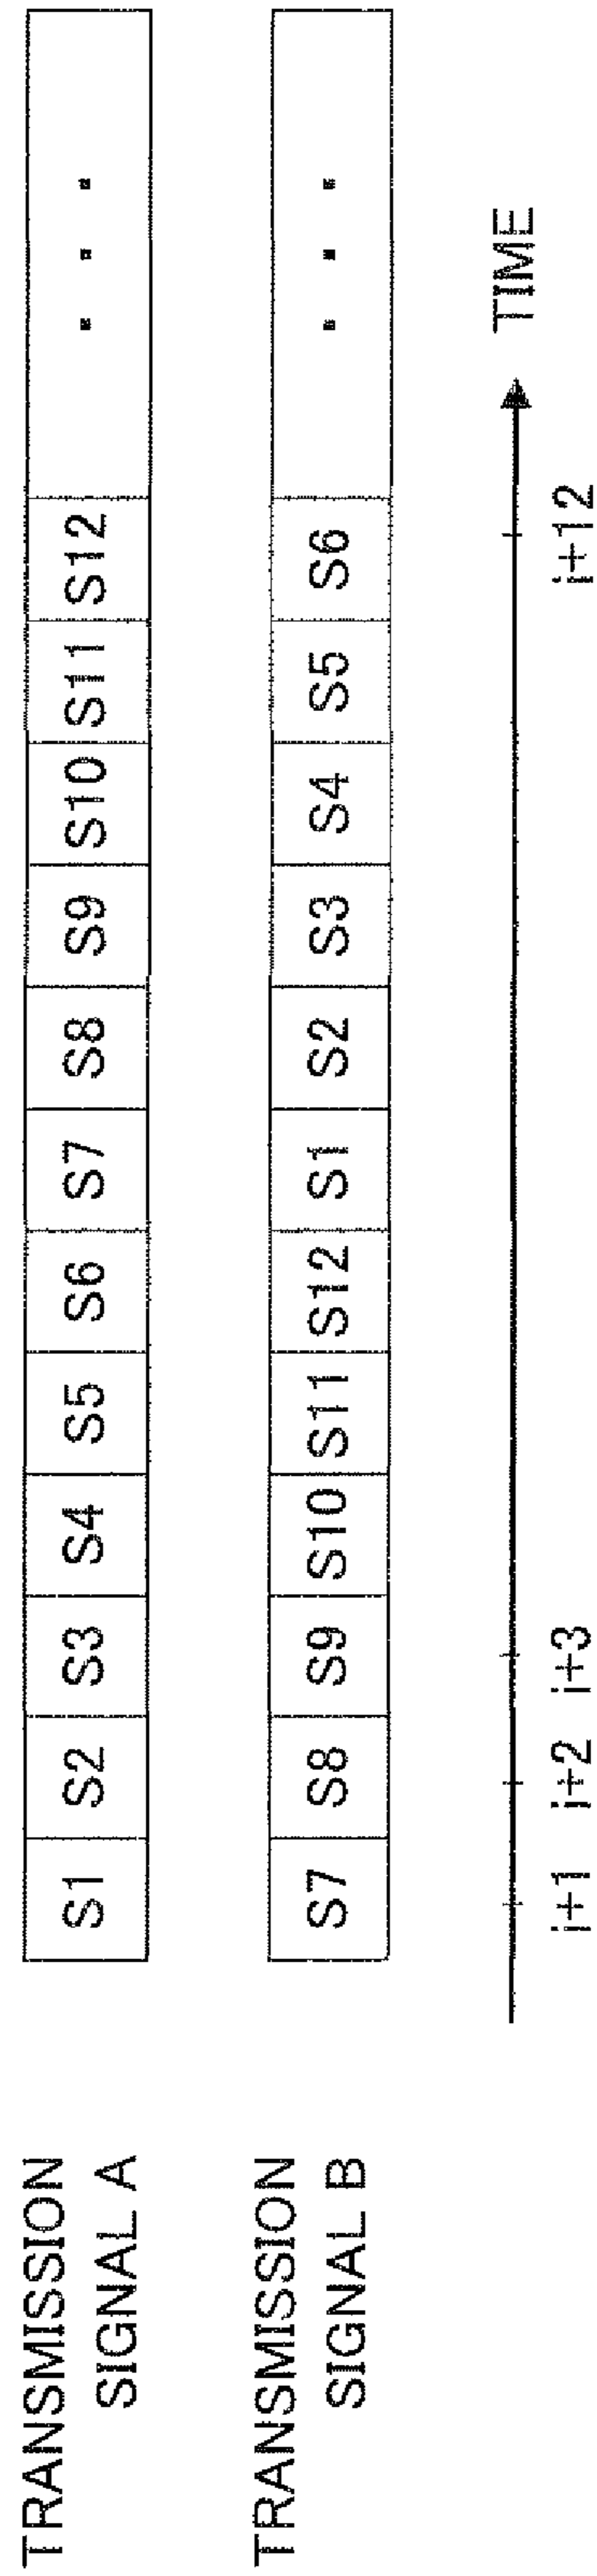 TRANSMISSION
SIGNAL A
S1 S2 S3 S4 S5 S6 S7 S8 S9 S10 S11 S12 . . .
TRANSMISSION
SIGNAL B
S7 S8 S9 S10 S11 S12 S1 S2 S3 S4 S5 S6 . . .
TIME
i+1 i+2 i+3 i+12